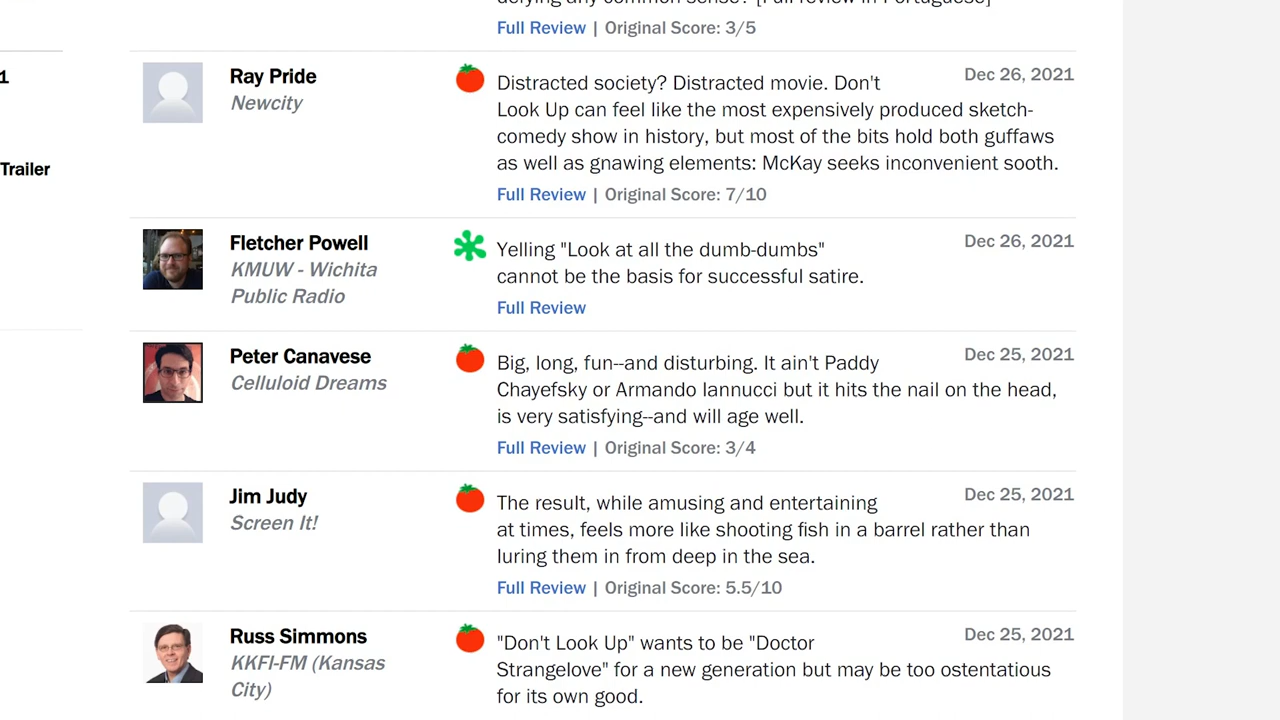 defying any common sense? [Full review in Portuguese]
Full Review | Original Score: 3/5
1
Trailer
Ray Pride
Newcity
Distracted society? Distracted movie. Don't
Look Up can feel like the most expensively produced sketch-
comedy show in history, but most of the bits hold both guffaws
as well as gnawing elements: McKay seeks inconvenient sooth.
Dec 26, 2021
Full Review | Original Score: 7/10
Fletcher Powell
KMUW - Wichita
Public Radio
Yelling "Look at all the dumb-dumbs"
cannot be the basis for successful satire.
Dec 26, 2021
Full Review
Peter Canavese
Celluloid Dreams
Big, long, fun--and disturbing. It ain't Paddy
Chayefsky or Armando Iannucci but it hits the nail on the head,
is very satisfying--and will age well.
Dec 25, 2021
Full Review | Original Score: 3/4
Jim Judy
Screen It!
The result, while amusing and entertaining
at times, feels more like shooting fish in a barrel rather than
luring them in from deep in the sea.
Dec 25, 2021
Full Review | Original Score: 5.5/10
Russ Simmons
KKFI-FM (Kansas
City)
"Don't Look Up" wants to be "Doctor
Strangelove" for a new generation but may be too ostentatious
for its own good.
Dec 25, 2021